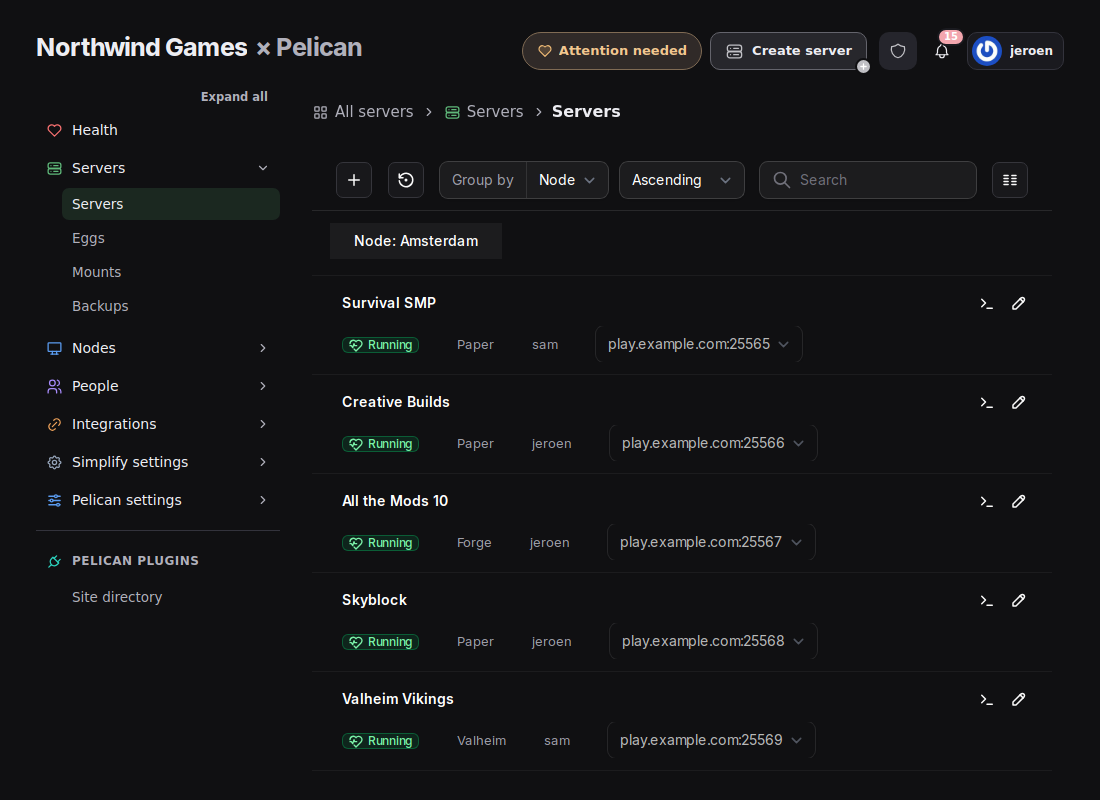 Northwind Games × Pelican
Attention needed
Create server
15
jeroen
Expand all
Health
Servers
Servers
Eggs
Mounts
Backups
Nodes
People
Integrations
Simplify settings
Pelican settings
PELICAN PLUGINS
Site directory
All servers > Servers > Servers
Group by Node Ascending Search
Node: Amsterdam
Survival SMP
Running Paper sam play.example.com:25565
Creative Builds
Running Paper jeroen play.example.com:25566
All the Mods 10
Running Forge jeroen play.example.com:25567
Skyblock
Running Paper jeroen play.example.com:25568
Valheim Vikings
Running Valheim sam play.example.com:25569